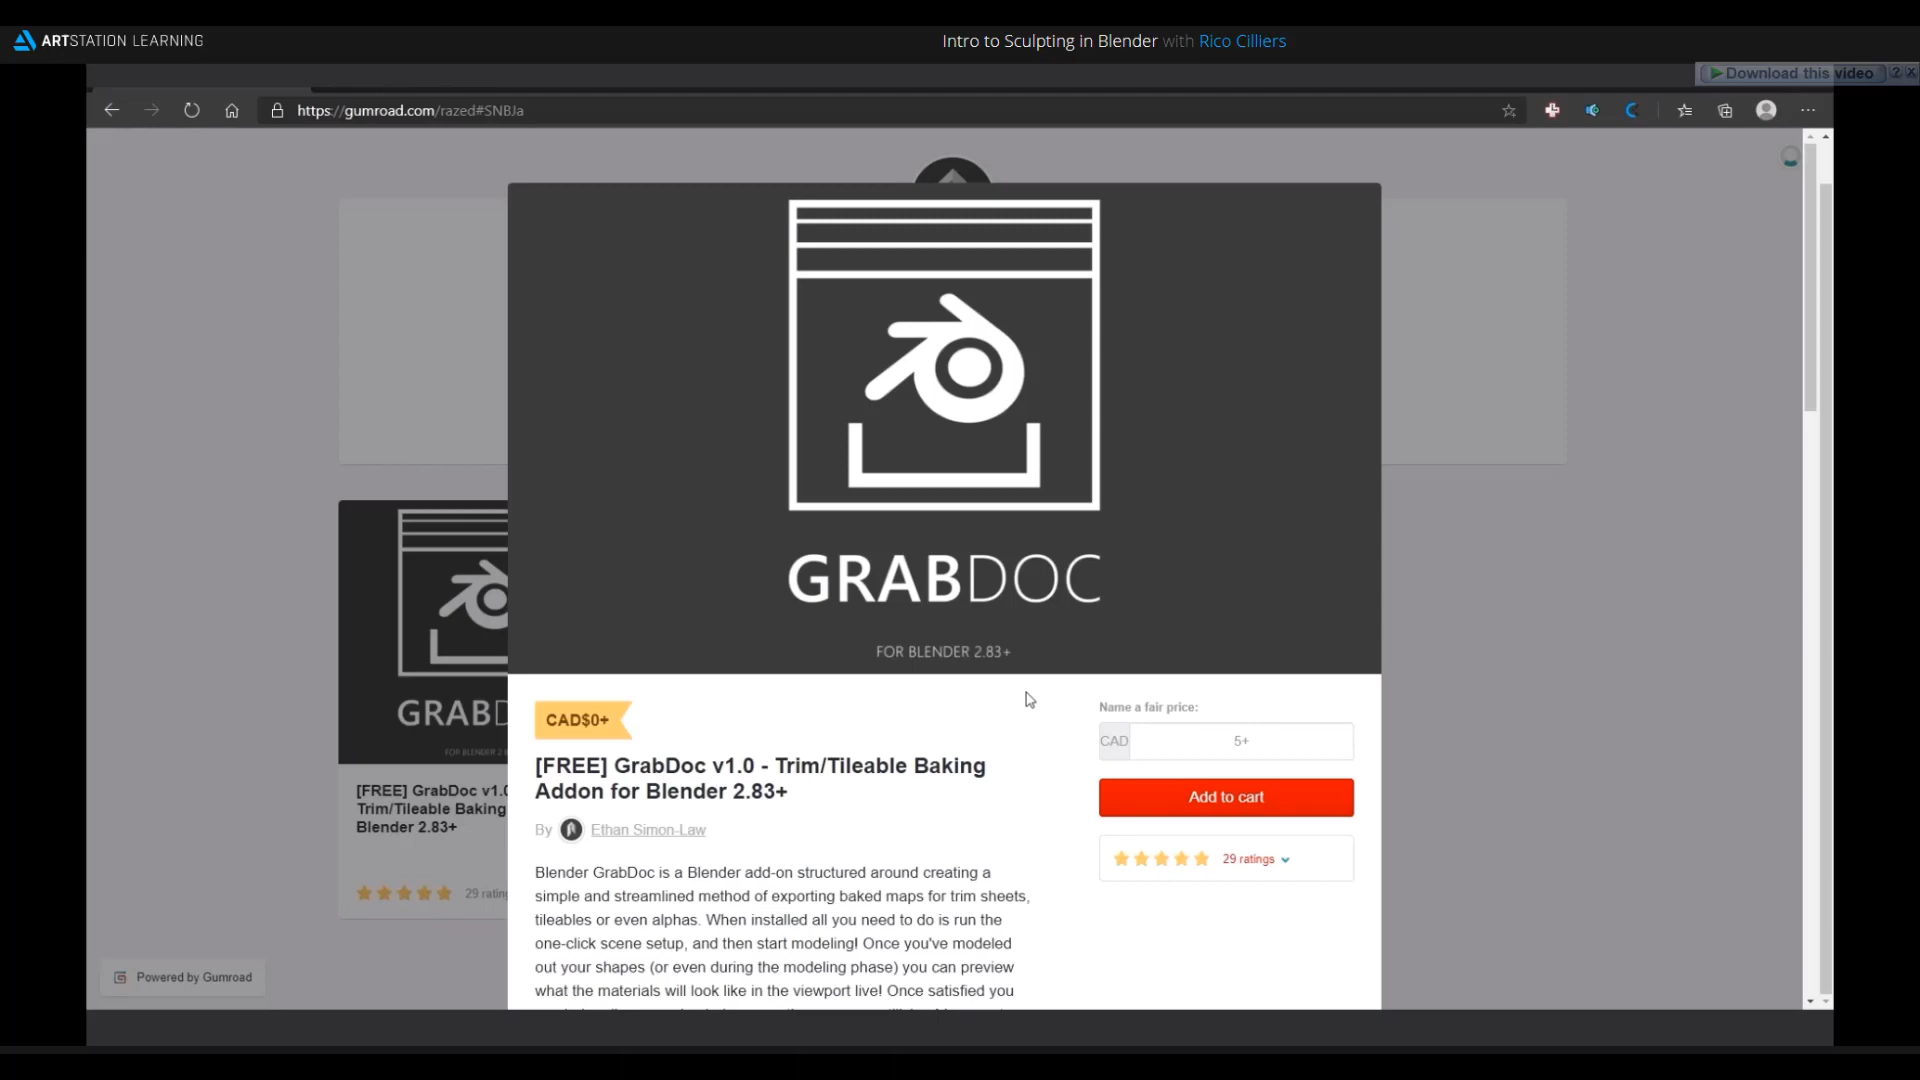 ARTSTATION LEARNING
Intro to Sculpting in Blender with Rico Cilliers
Download this video ? X
https://gumroad.com/razed#SNBJa
GRABDOC
FOR BLENDER 2.83+
CAD$0+
[FREE] GrabDoc v1.0 - Trim/Tileable Baking
Addon for Blender 2.83+
By Ethan Simon-Law
Blender GrabDoc is a Blender add-on structured around creating a
simple and streamlined method of exporting baked maps for trim sheets,
tileables or even alphas. When installed all you need to do is run the
one-click scene setup, and then start modeling! Once you've modeled
out your shapes (or even during the modeling phase) you can preview
what the materials will look like in the viewport live! Once satisfied you
Name a fair price:
CAD 5+
Add to cart
29 ratings
GRAB
FOR BLENDER 2
[FREE] GrabDoc v1.0
Trim/Tileable Baking
Blender 2.83+
29 ratin
Powered by Gumroad